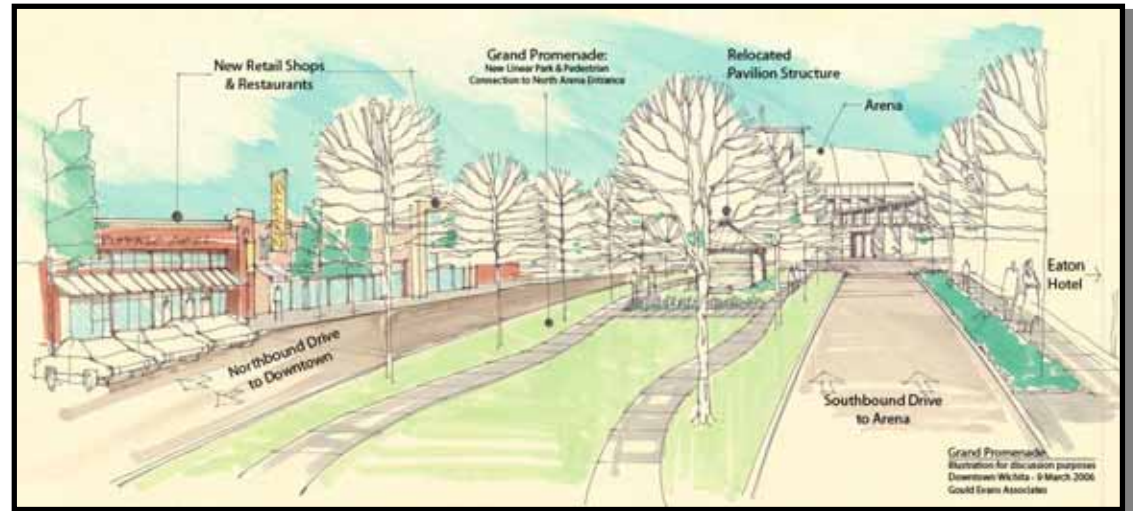 New Retail Shops
& Restaurants
Grand Promenade:
New Linear Park & Pedestrian
Connection to North Arena Entrance
Relocated
Pavilion Structure
Arena
Eaton
Hotel
Northbound Drive
to Downtown
Southbound Drive
to Arena
Grand Promenade
Illustration for discussion purposes
Downtown Wichita - 9 March 2006
Gould Evans Associates